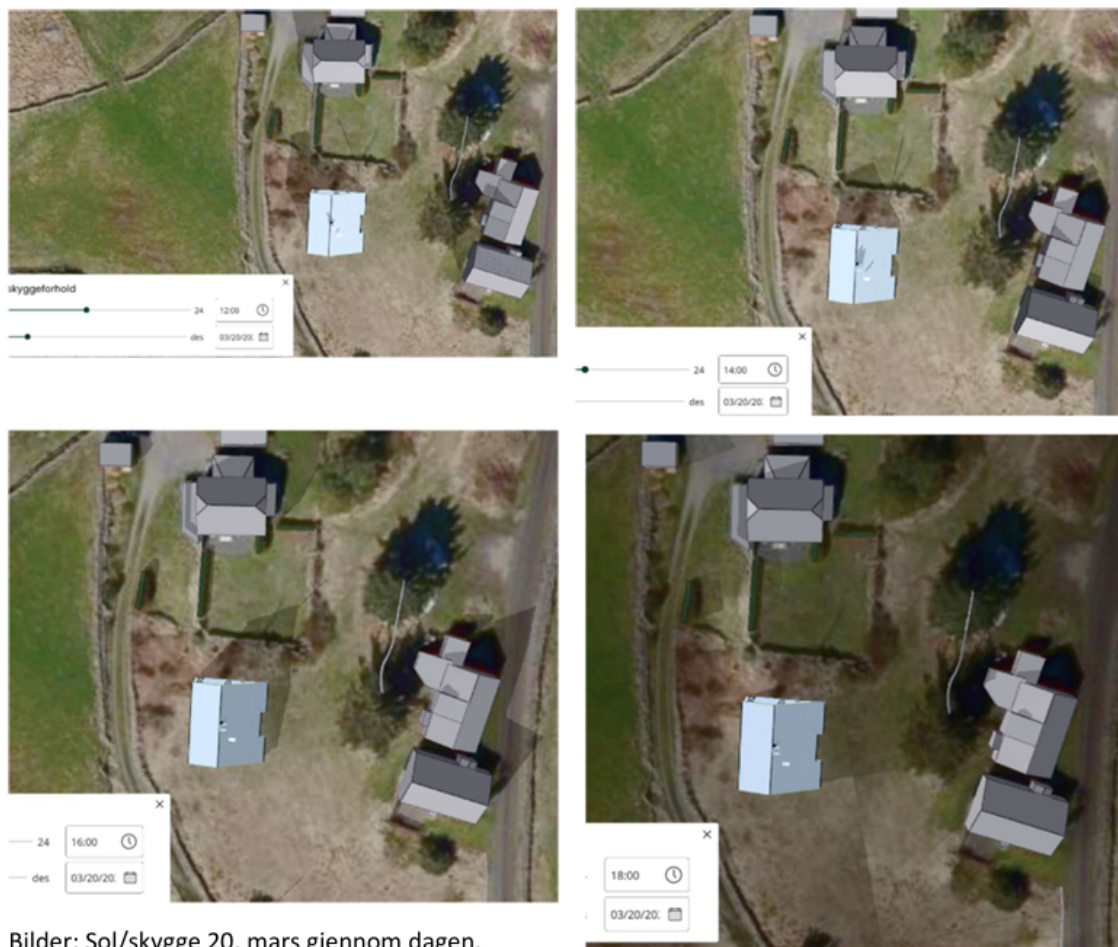 skyggeforhold
24 12:00
des 03/20/20
24 14:00
des 03/20/20
24 16:00
des 03/20/20
18:00
03/20/20
Bilder: Sol/skygge 20. mars gjennom dagen.